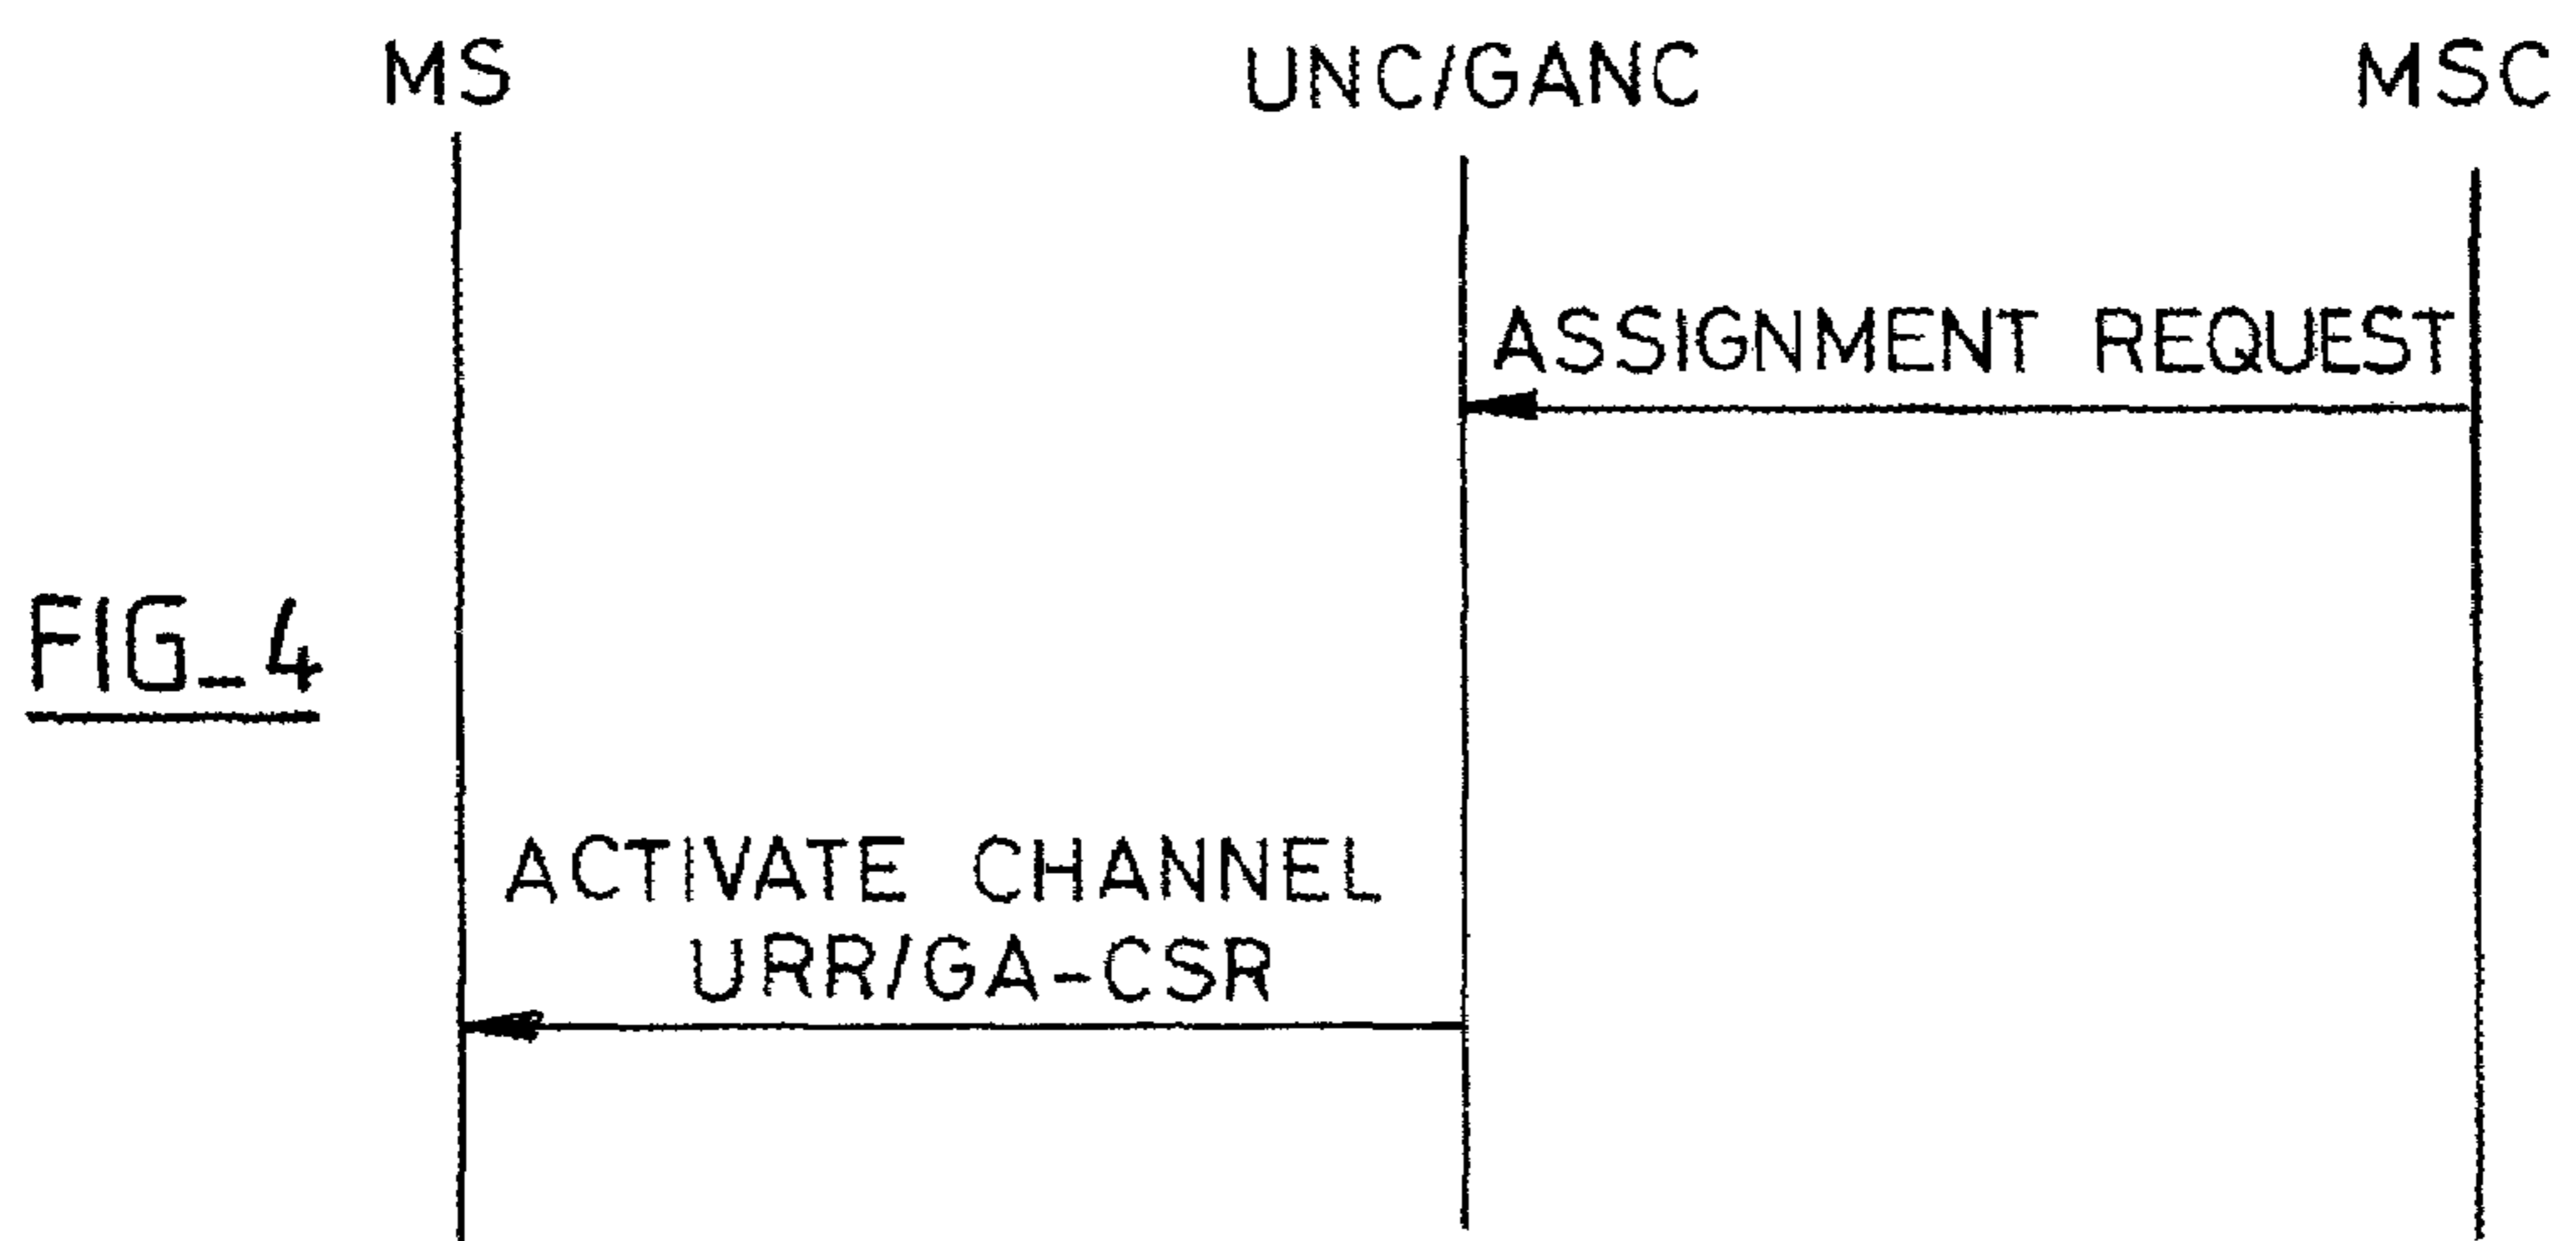 MS
UNC/GANC
MSC
ASSIGNMENT REQUEST
FIG_4
ACTIVATE CHANNEL
URR/GA-CSR